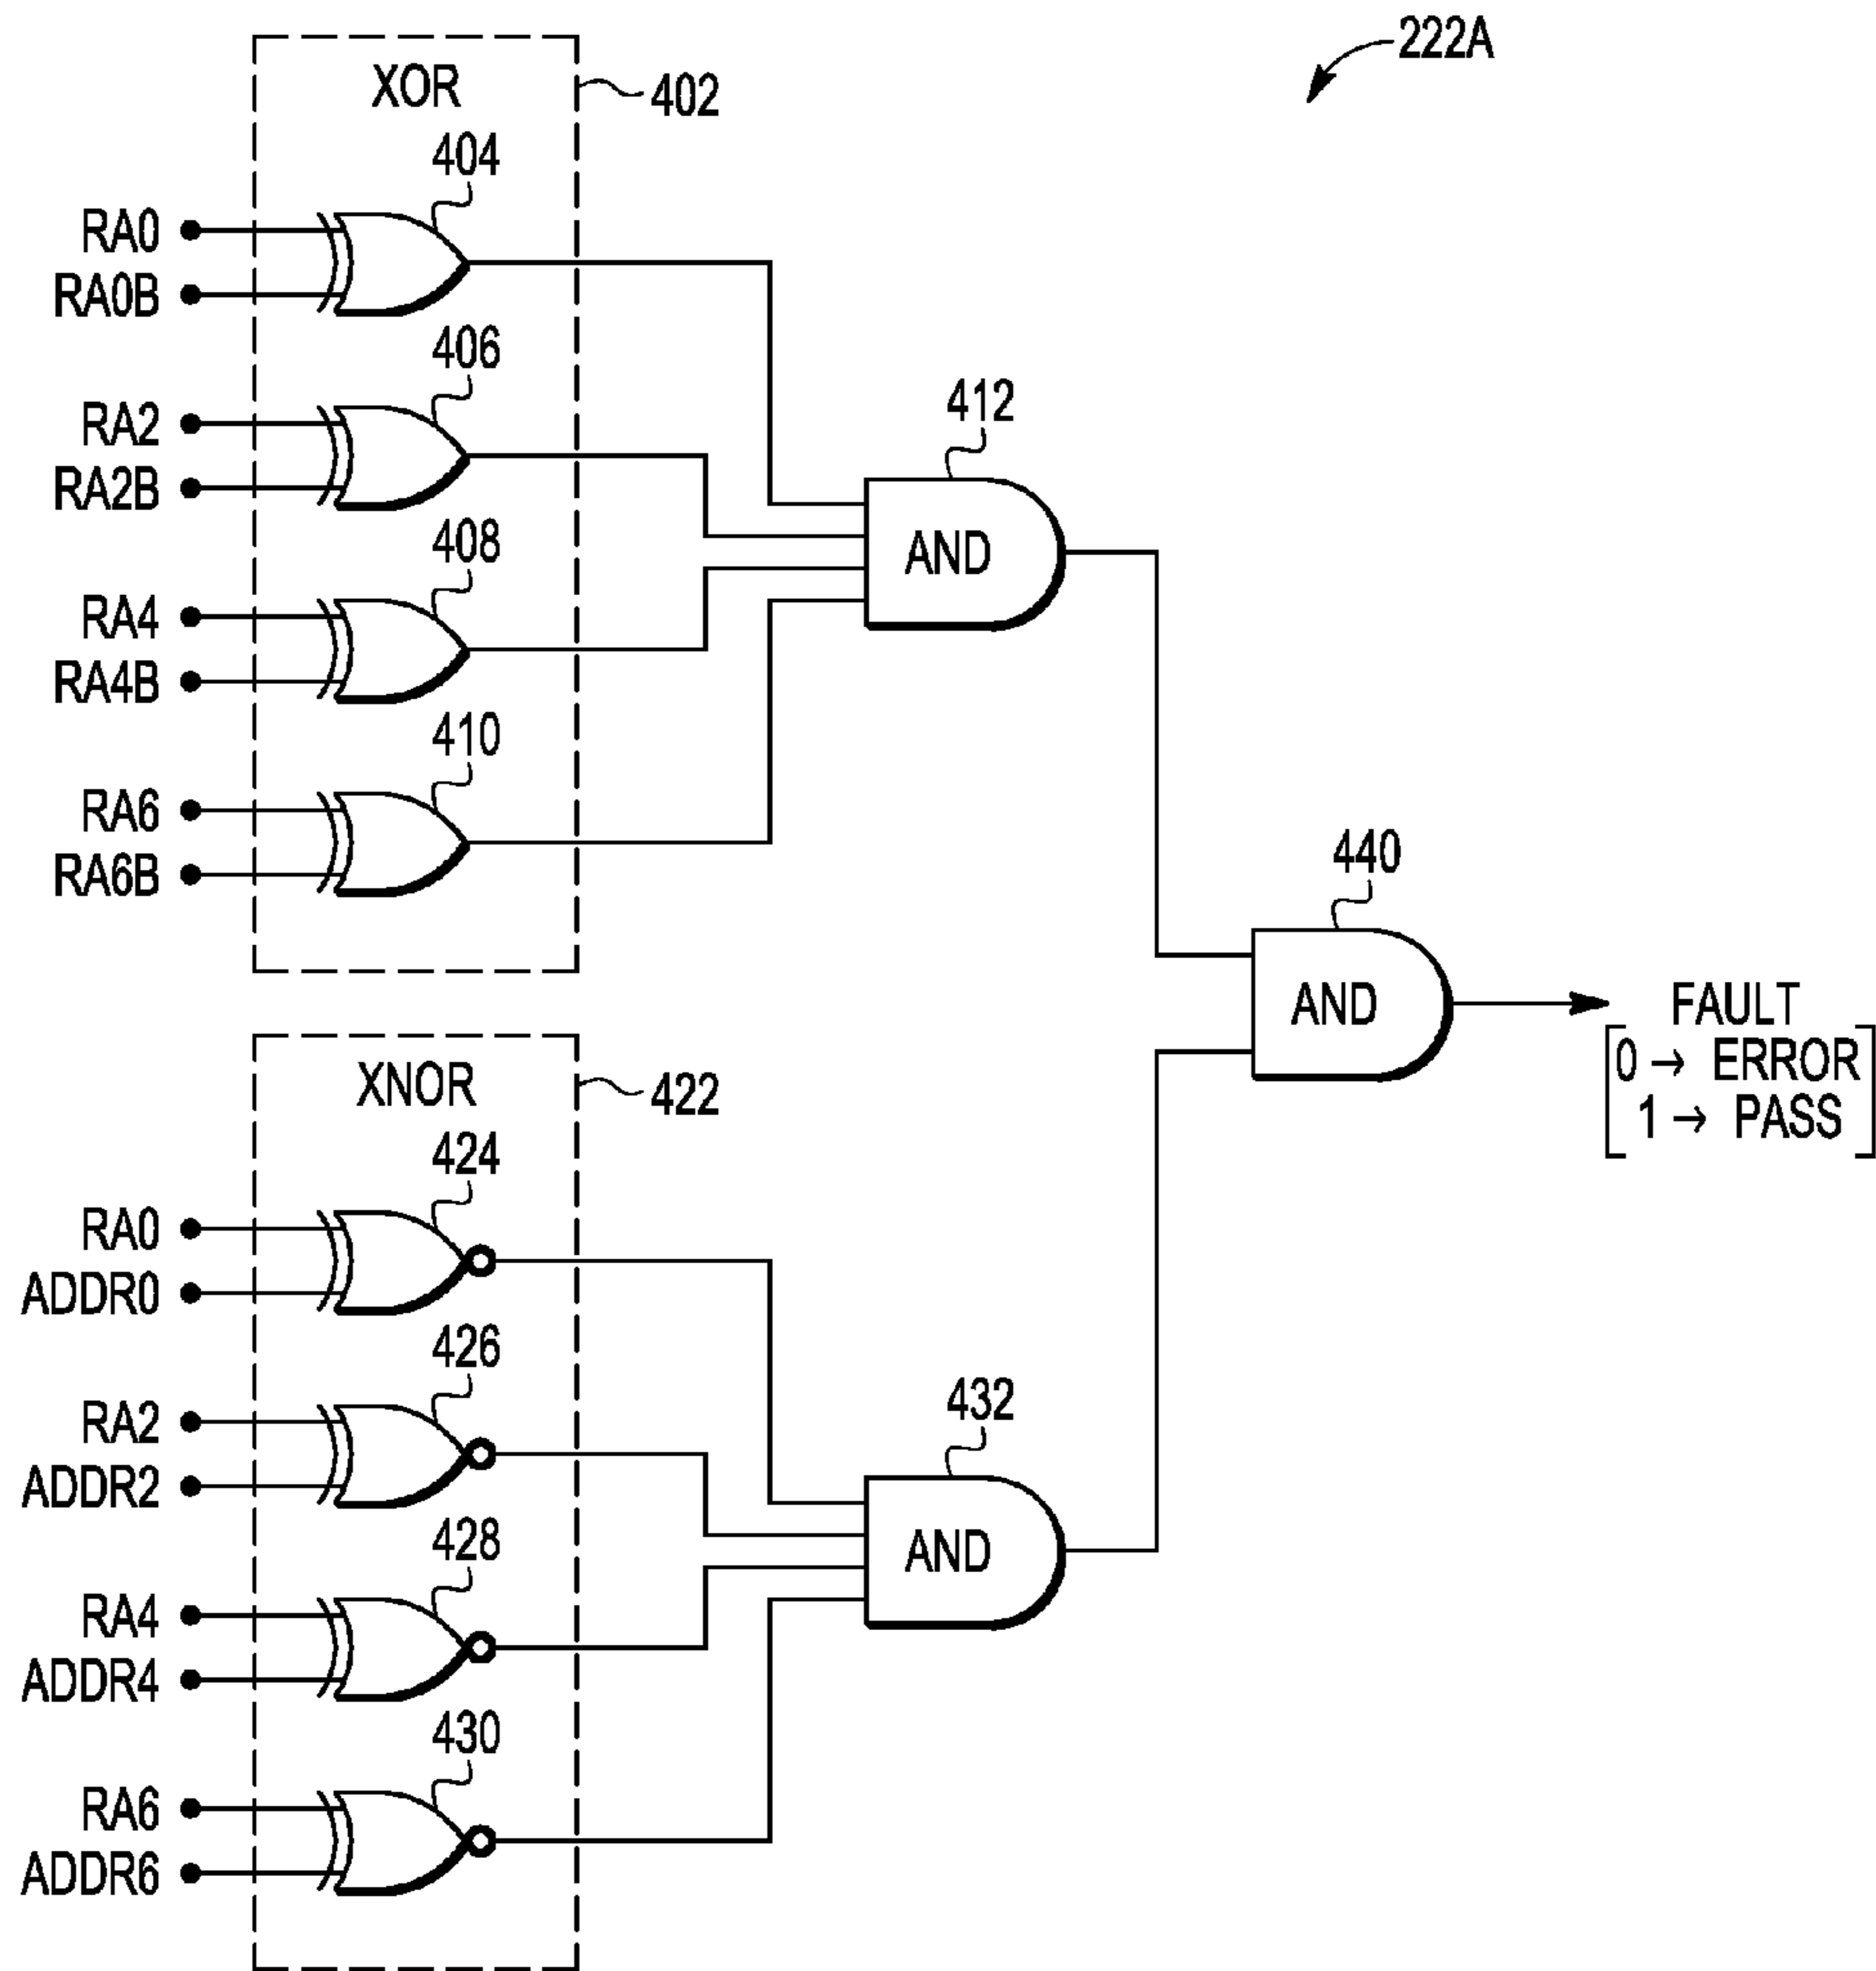 222A
XOR
402
404
RA0
RA0B
406
RA2
RA2B
408
RA4
RA4B
410
RA6
RA6B
412
AND
440
AND
FAULT
0 → ERROR
1 → PASS
XNOR
422
424
RA0
ADDR0
426
RA2
ADDR2
428
RA4
ADDR4
430
RA6
ADDR6
432
AND